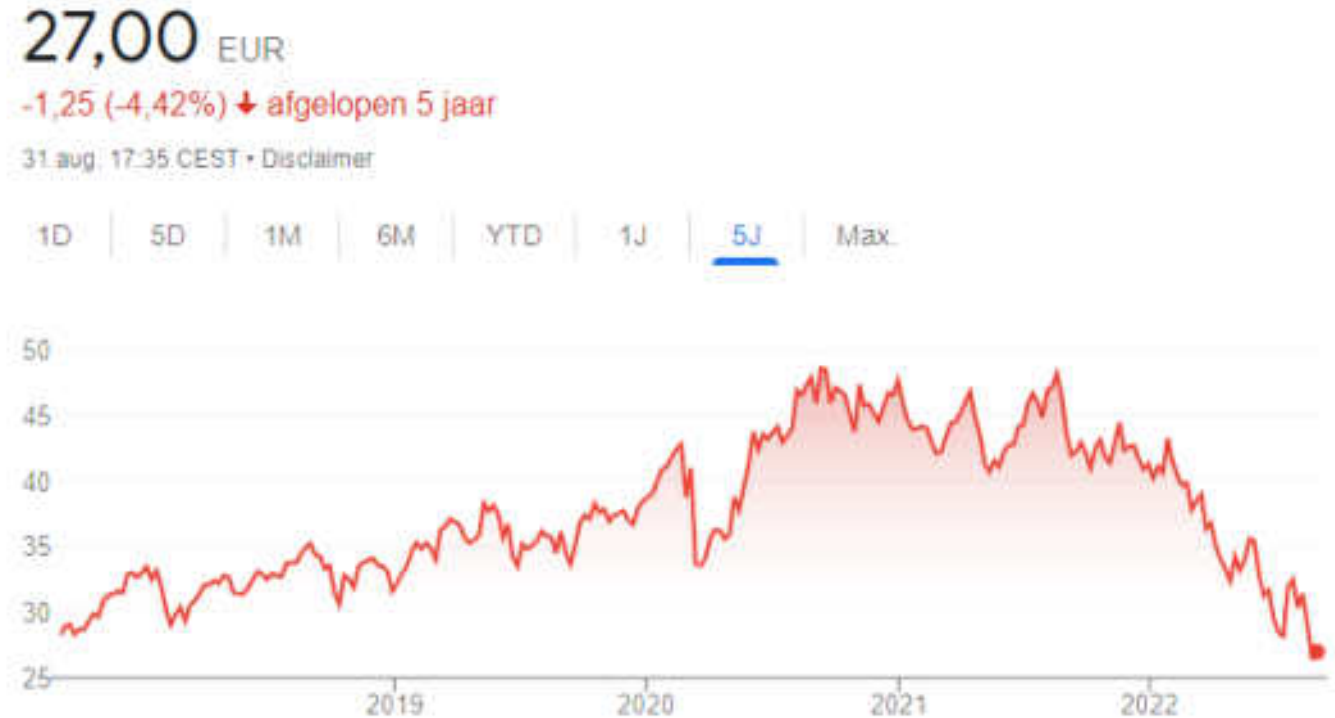 27,00 EUR
-1,25 (-4,42%) ↓ afgelopen 5 jaar
31 aug. 17:35 CEST • Disclaimer
1D 5D 1M 6M YTD 1J 5J Max.
50
45
40
35
30
25
2019 2020 2021 2022